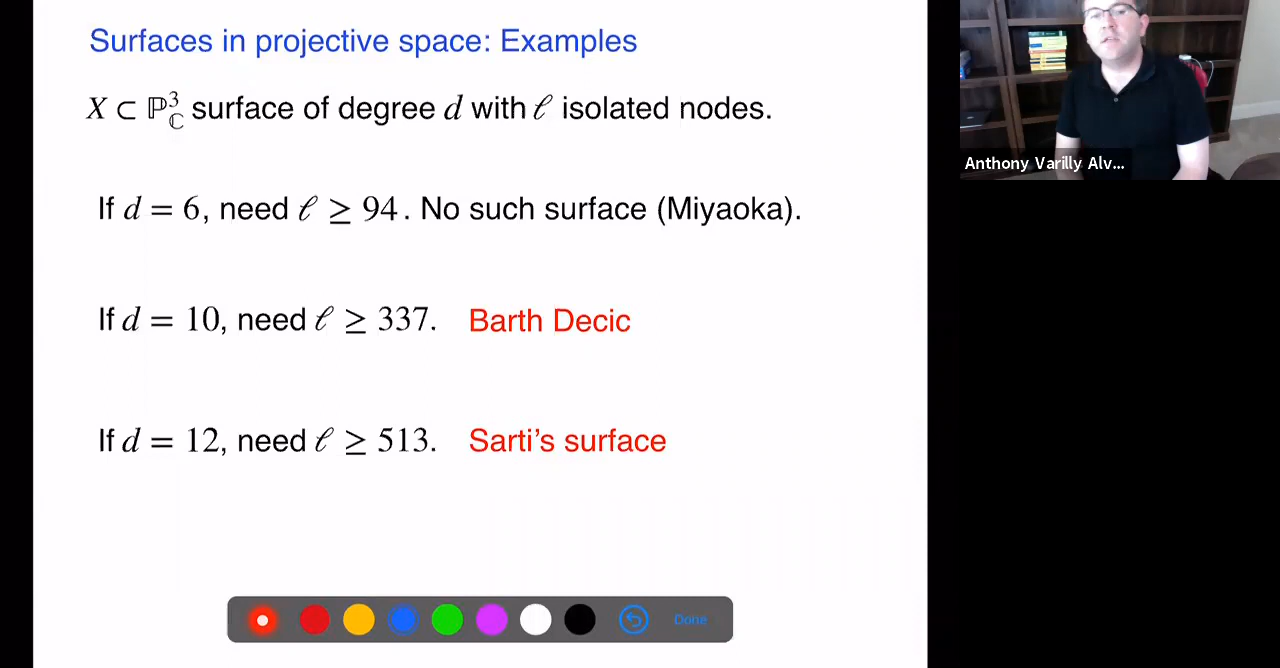 Surfaces in projective space: Examples
X ⊂ ℙ³_ℂ surface of degree d with ℓ isolated nodes.
If d = 6, need ℓ ≥ 94. No such surface (Miyaoka).
If d = 10, need ℓ ≥ 337. Barth Decic
If d = 12, need ℓ ≥ 513. Sarti’s surface
Anthony Varilly Alv...
Done